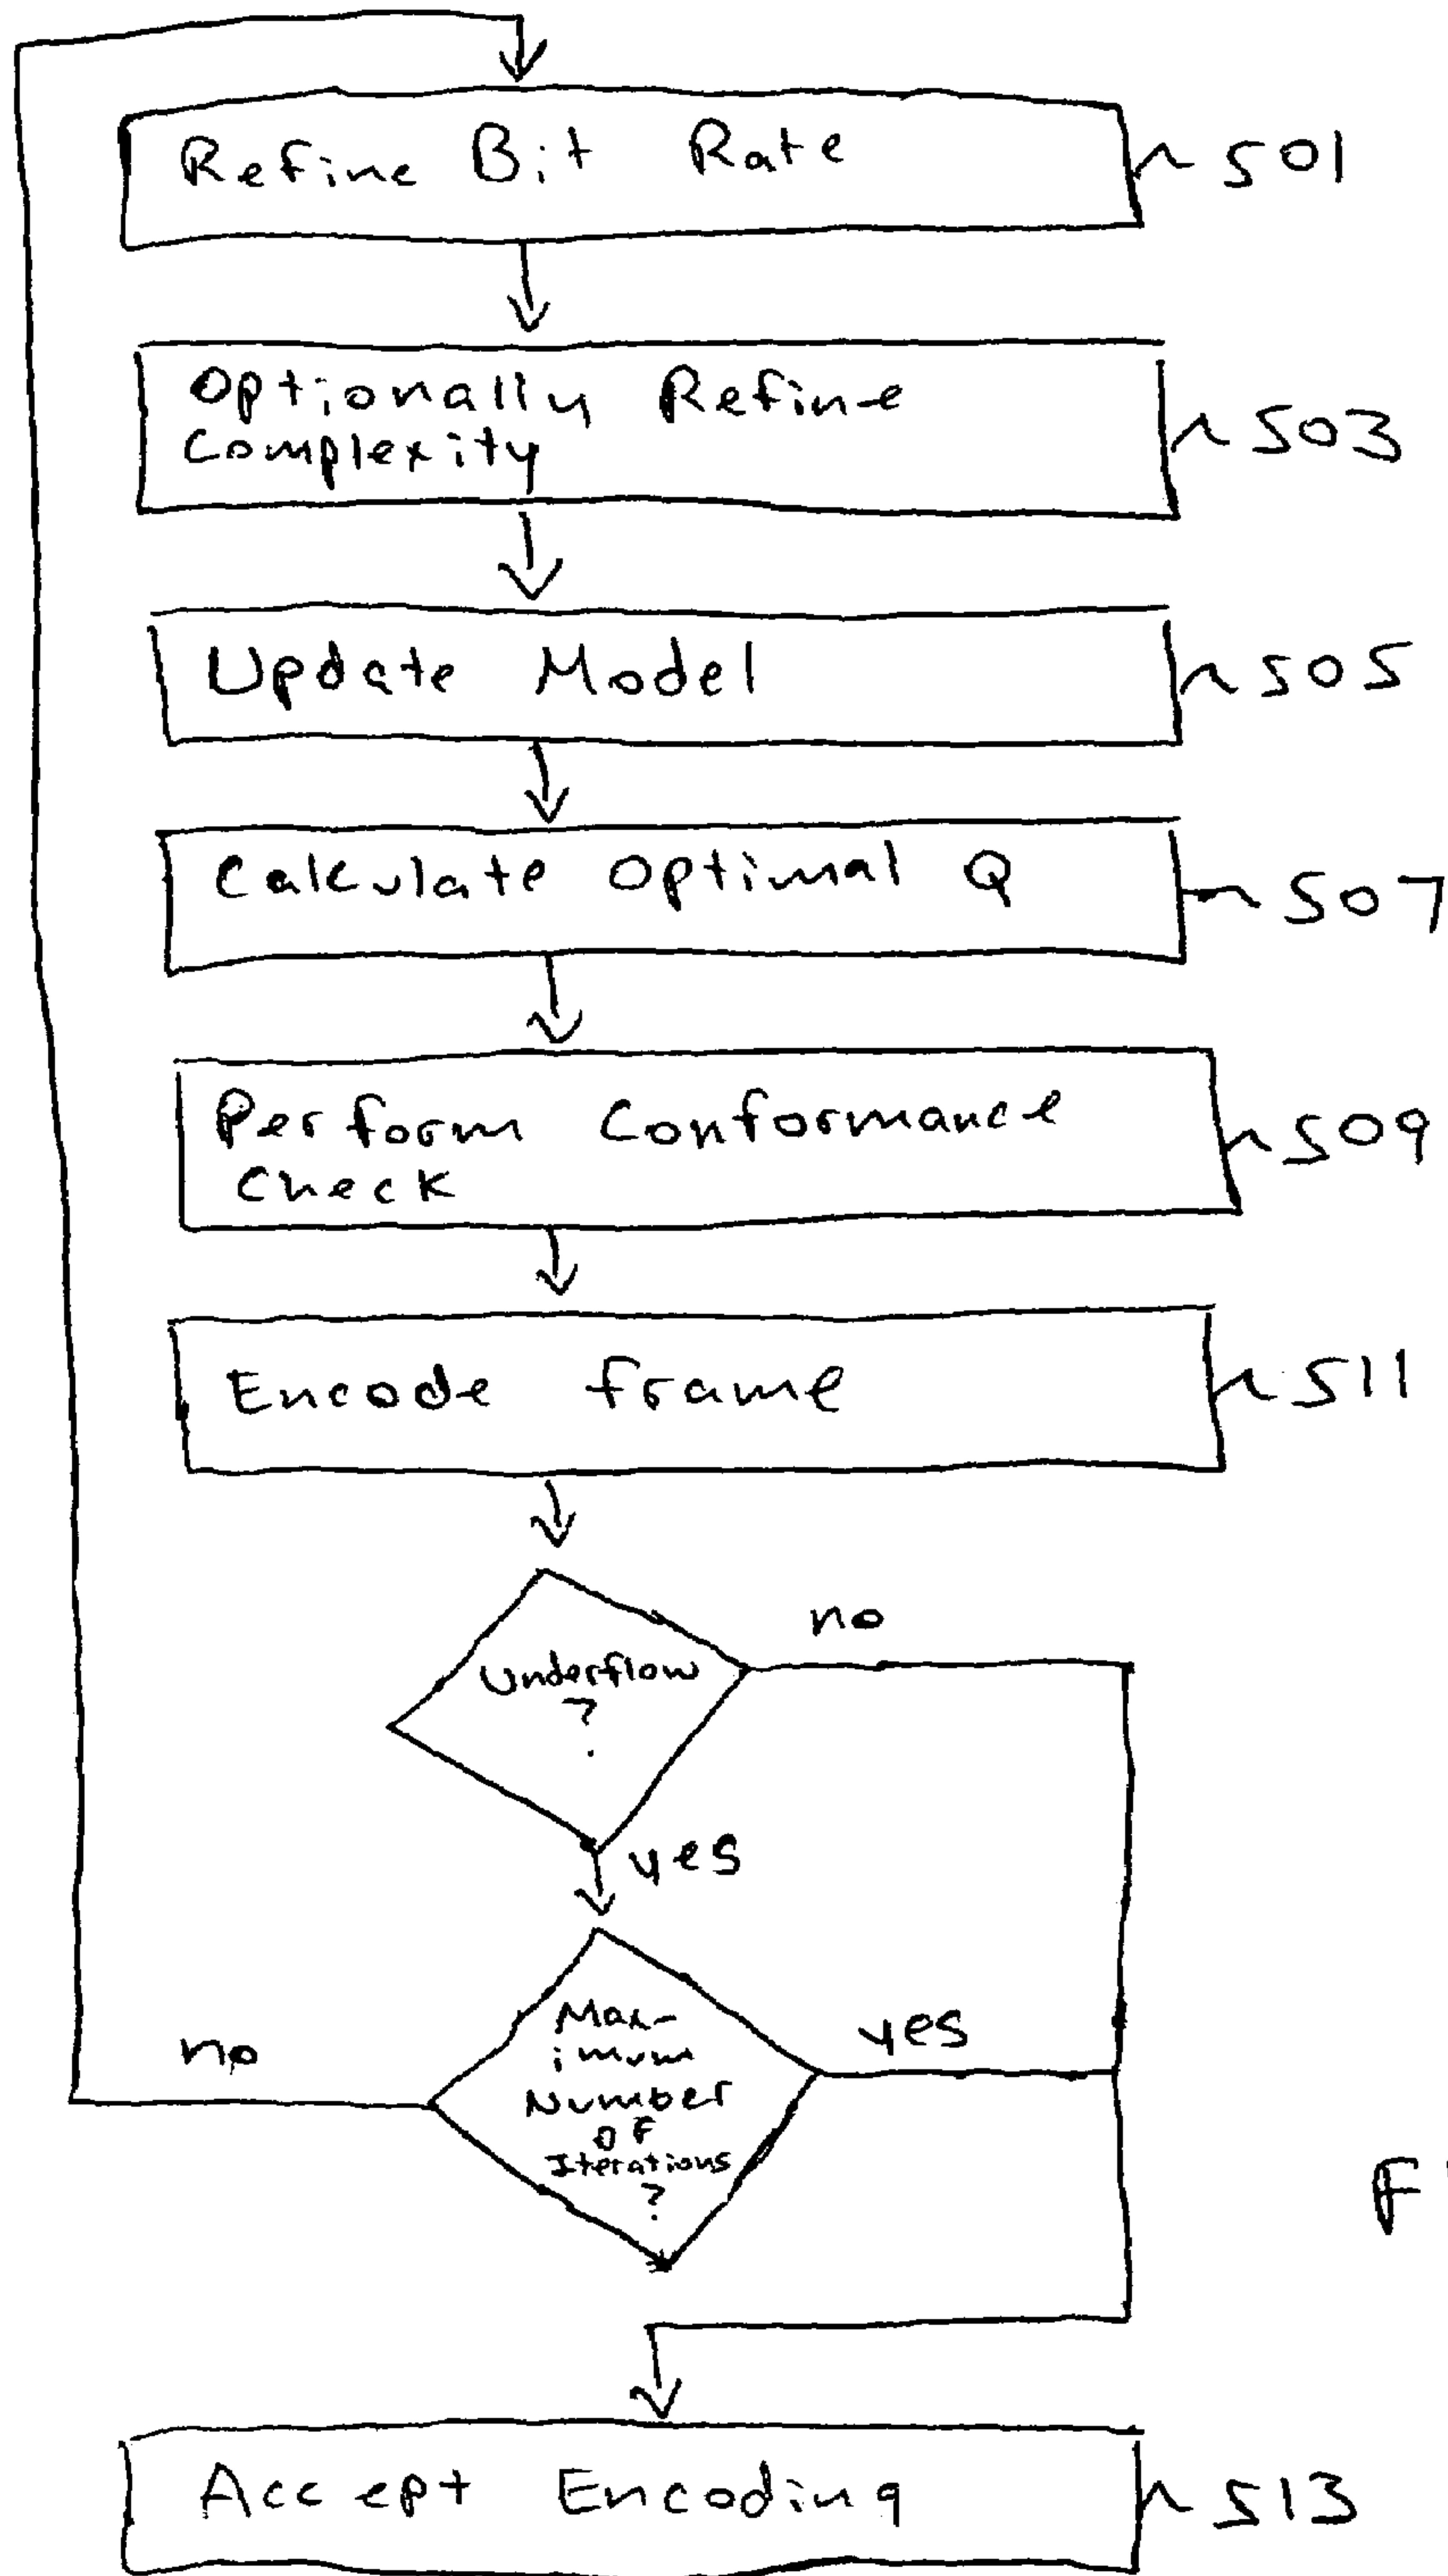 Refine Bit Rate
501
Optionally Refine
Complexity
503
Update Model
505
Calculate Optimal Q
507
Perform Conformance
Check
509
Encode frame
511
no
Underflow
?
yes
Max-
imum
Number
OF
Iterations
?
yes
no
F
Accept Encoding
513